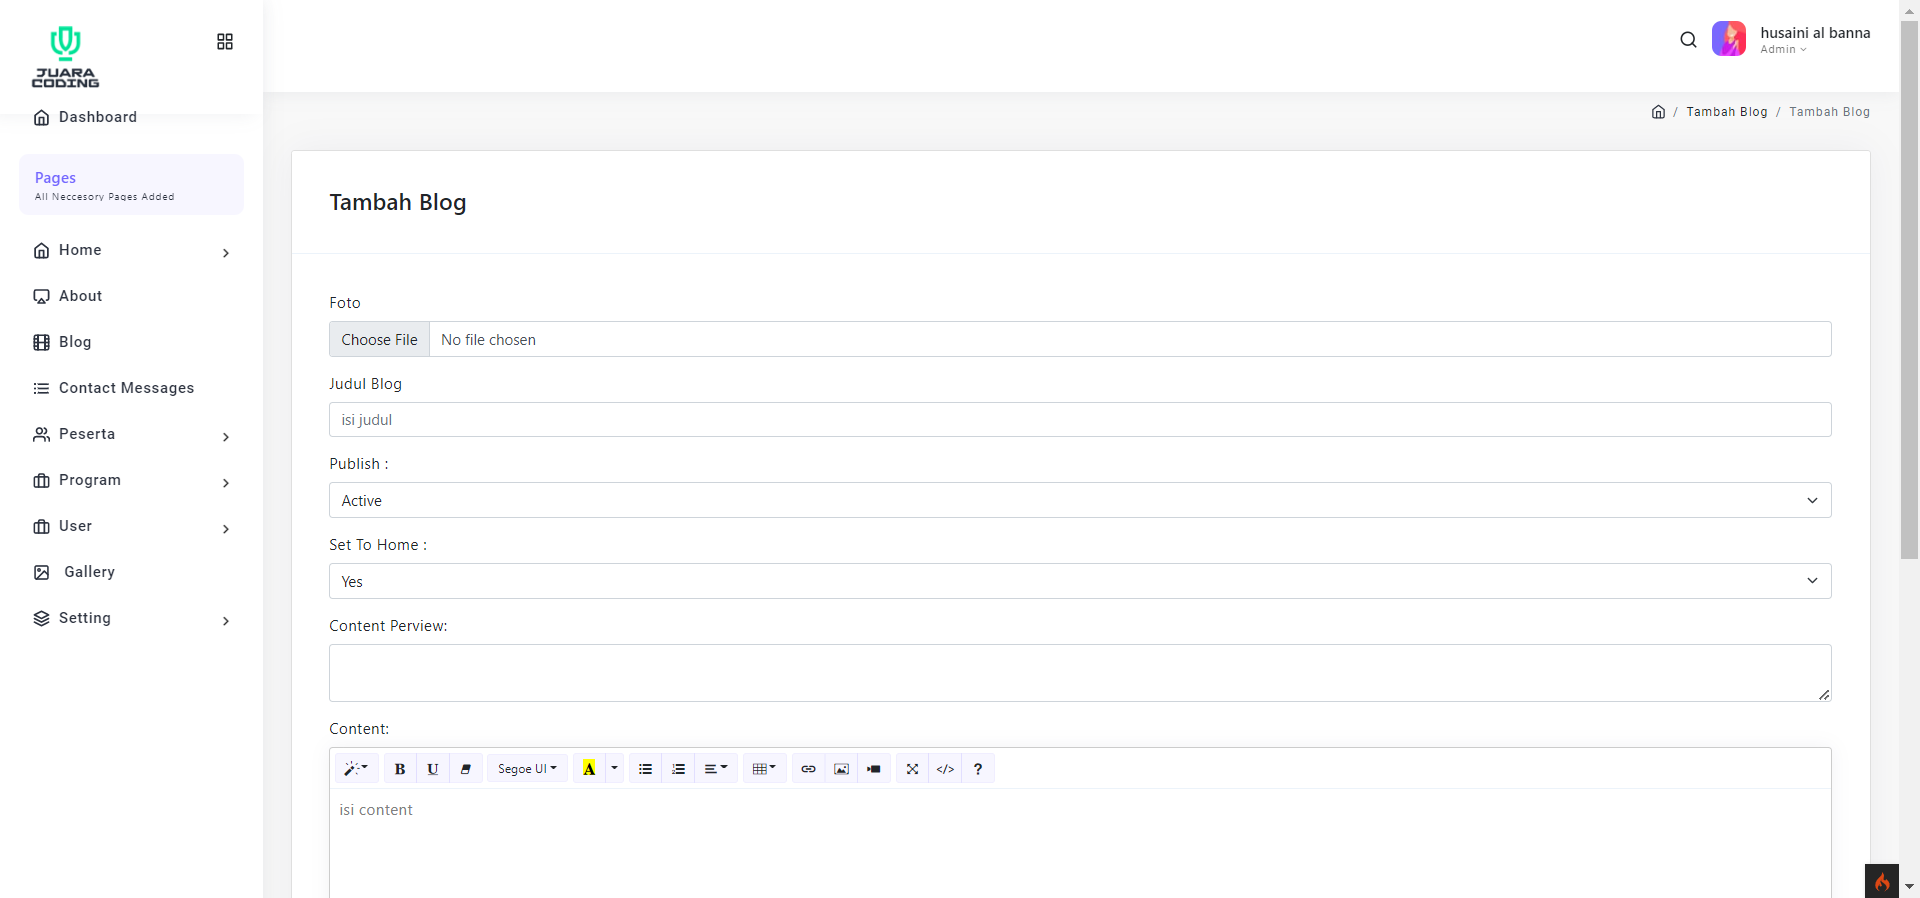 JUARA
CODING
husaini al banna
Admin
Dashboard
/ Tambah Blog / Tambah Blog
Pages
All Neccesory Pages Added
Home
About
Blog
Contact Messages
Peserta
Program
User
Gallery
Setting
Tambah Blog
Foto
Choose File No file chosen
Judul Blog
isi judul
Publish :
Active
Set To Home :
Yes
Content Perview:
Content:
B U Segoe UI A </> ?
isi content